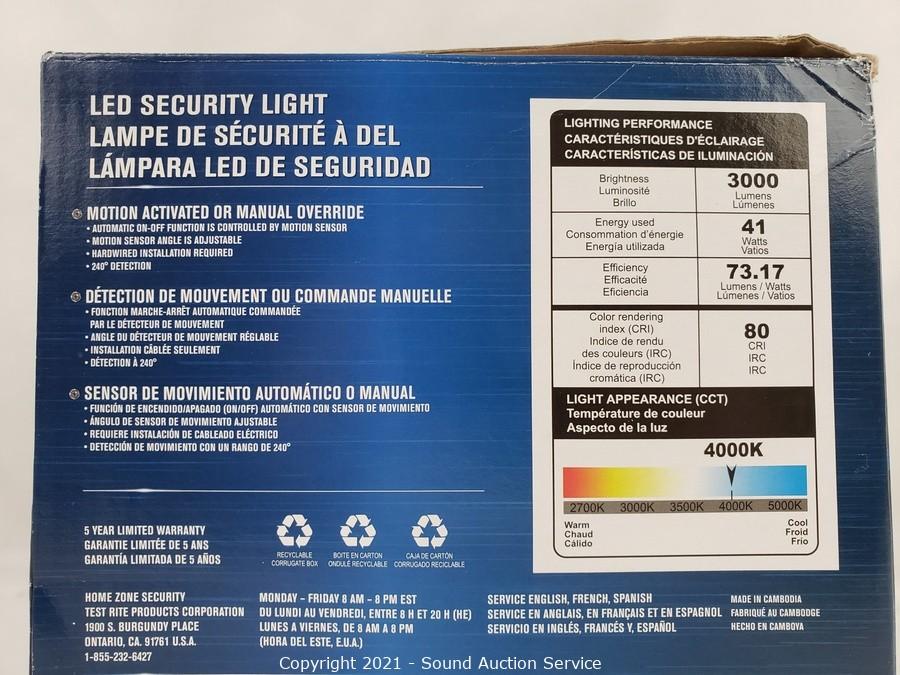 LED SECURITY LIGHT
LAMPE DE SÉCURITÉ À DEL
LÁMPARA LED DE SEGURIDAD
MOTION ACTIVATED OR MANUAL OVERRIDE
• AUTOMATIC ON-OFF FUNCTION IS CONTROLLED BY MOTION SENSOR
• MOTION SENSOR ANGLE IS ADJUSTABLE
• HARDWIRED INSTALLATION REQUIRED
• 240° DETECTION
DÉTECTION DE MOUVEMENT OU COMMANDE MANUELLE
• FONCTION MARCHE-ARRÊT AUTOMATIQUE COMMANDÉE
PAR LE DÉTECTEUR DE MOUVEMENT
• ANGLE DU DÉTECTEUR DE MOUVEMENT RÉGLABLE
• INSTALLATION CÂBLÉE SEULEMENT
• DÉTECTION À 240°
SENSOR DE MOVIMIENTO AUTOMÁTICO O MANUAL
• FUNCIÓN DE ENCENDIDO/APAGADO (ON/OFF) AUTOMÁTICO CON SENSOR DE MOVIMIENTO
• ÁNGULO DE SENSOR DE MOVIMIENTO AJUSTABLE
• REQUIERE INSTALACIÓN DE CABLEADO ELÉCTRICO
• DETECCIÓN DE MOVIMIENTO CON UN RANGO DE 240°
5 YEAR LIMITED WARRANTY
GARANTIE LIMITÉE DE 5 ANS
GARANTÍA LIMITADA DE 5 AÑOS
RECYCLABLE
CORRUGATE BOX
BOITE EN CARTON
ONDULÉ RECYCLABLE
CAJA DE CARTÓN
CORRUGADO RECICLABLE
LIGHTING PERFORMANCE
CARACTÉRISTIQUES D'ÉCLAIRAGE
CARACTERÍSTICAS DE ILUMINACIÓN
Brightness
Luminosité
Brillo
3000
Lumens
Lúmenes
Energy used
Consommation d'énergie
Energía utilizada
41
Watts
Vatios
Efficiency
Efficacité
Eficiencia
73.17
Lumens / Watts
Lúmenes / Vatios
Color rendering
index (CRI)
Indice de rendu
des couleurs (IRC)
Índice de reproducción
cromática (IRC)
80
CRI
IRC
IRC
LIGHT APPEARANCE (CCT)
Température de couleur
Aspecto de la luz
4000K
2700K 3000K 3500K 4000K 5000K
Warm
Chaud
Cálido
Cool
Froid
Frio
HOME ZONE SECURITY
TEST RITE PRODUCTS CORPORATION
1900 S. BURGUNDY PLACE
ONTARIO, CA. 91761 U.S.A.
1-855-232-6427
MONDAY – FRIDAY 8 AM – 8 PM EST
DU LUNDI AU VENDREDI, ENTRE 8 H ET 20 H (HE)
LUNES A VIERNES, DE 8 AM A 8 PM
(HORA DEL ESTE, E.U.A.)
SERVICE ENGLISH, FRENCH, SPANISH
SERVICE EN ANGLAIS, EN FRANÇAIS ET EN ESPAGNOL
SERVICIO EN INGLÉS, FRANCÉS Y, ESPAÑOL
MADE IN CAMBODIA
FABRIQUÉ AU CAMBODGE
HECHO EN CAMBOYA
Copyright 2021 - Sound Auction Service